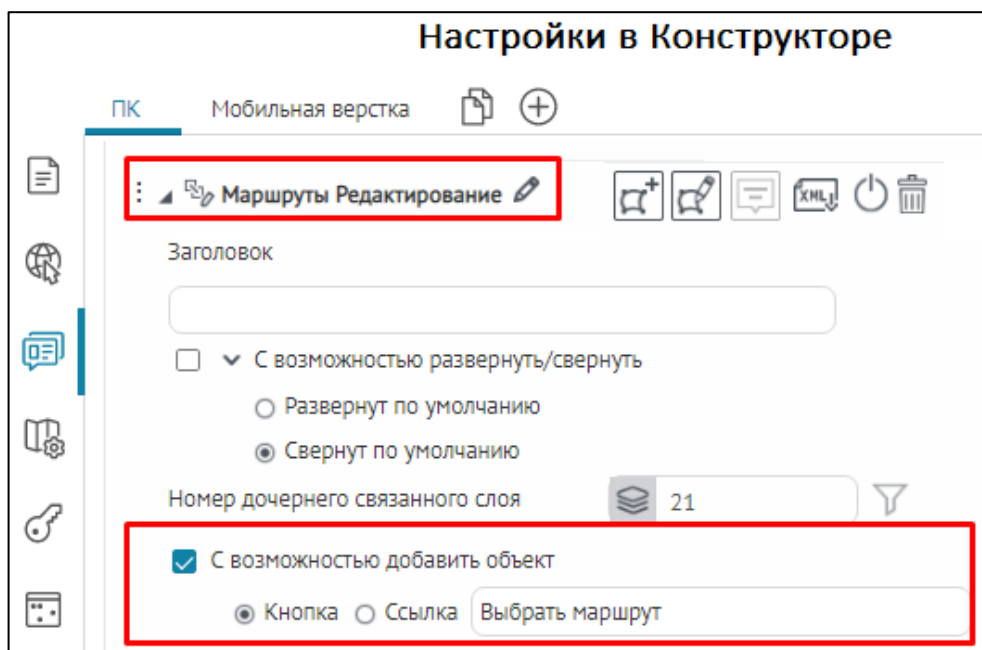 Настройки в Конструкторе
ПК Мобильная верстка
Маршруты Редактирование XML
Заголовок
С возможностью развернуть/свернуть
Развернут по умолчанию
Свернут по умолчанию
Номер дочернего связанного слоя 21
С возможностью добавить объект
Кнопка Ссылка Выбрать маршрут